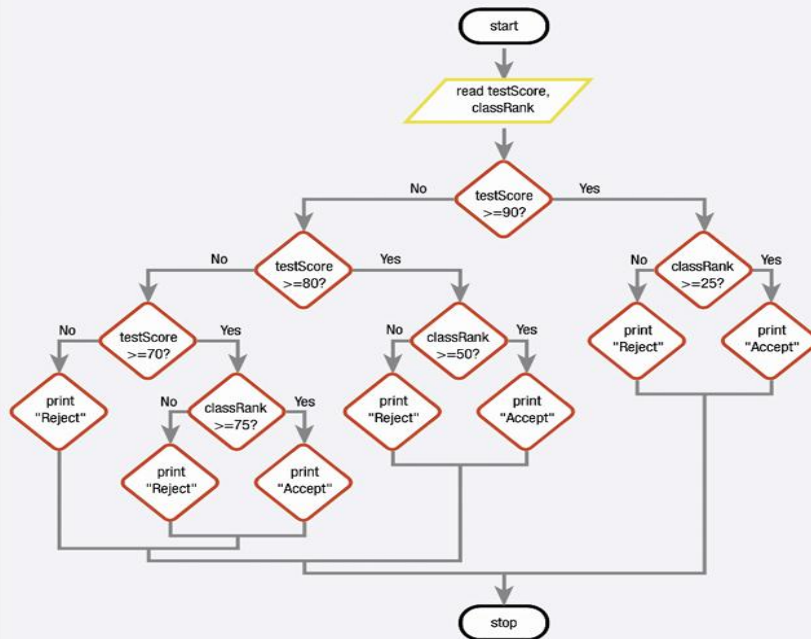 start
read testScore,
classRank
No
testScore
>=90?
Yes
No
testScore
>=80?
Yes
No
classRank
>=25?
Yes
No
testScore
>=70?
Yes
No
classRank
>=50?
Yes
print
"Reject"
print
"Accept"
print
"Reject"
No
classRank
>=75?
Yes
print
"Reject"
print
"Accept"
print
"Reject"
print
"Accept"
stop